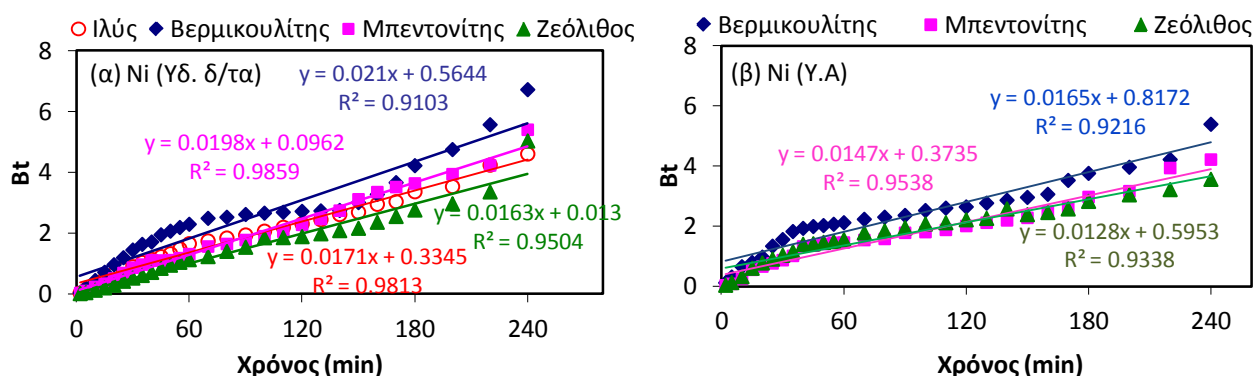 Ιλύς Βερμικουλίτης Μπεντονίτης Ζεόλιθος
8
6
4
2
0
Bt
(α) Ni (Υδ. δ/τα)
y = 0.021x + 0.5644
R² = 0.9103
y = 0.0198x + 0.0962
R² = 0.9859
y = 0.0163x + 0.013
R² = 0.9504
y = 0.0171x + 0.3345
R² = 0.9813
0 60 120 180 240
Χρόνος (min)
Βερμικουλίτης Μπεντονίτης Ζεόλιθος
8
6
4
2
0
Bt
(β) Ni (Υ.Α)
y = 0.0165x + 0.8172
R² = 0.9216
y = 0.0147x + 0.3735
R² = 0.9538
y = 0.0128x + 0.5953
R² = 0.9338
0 60 120 180 240
Χρόνος (min)